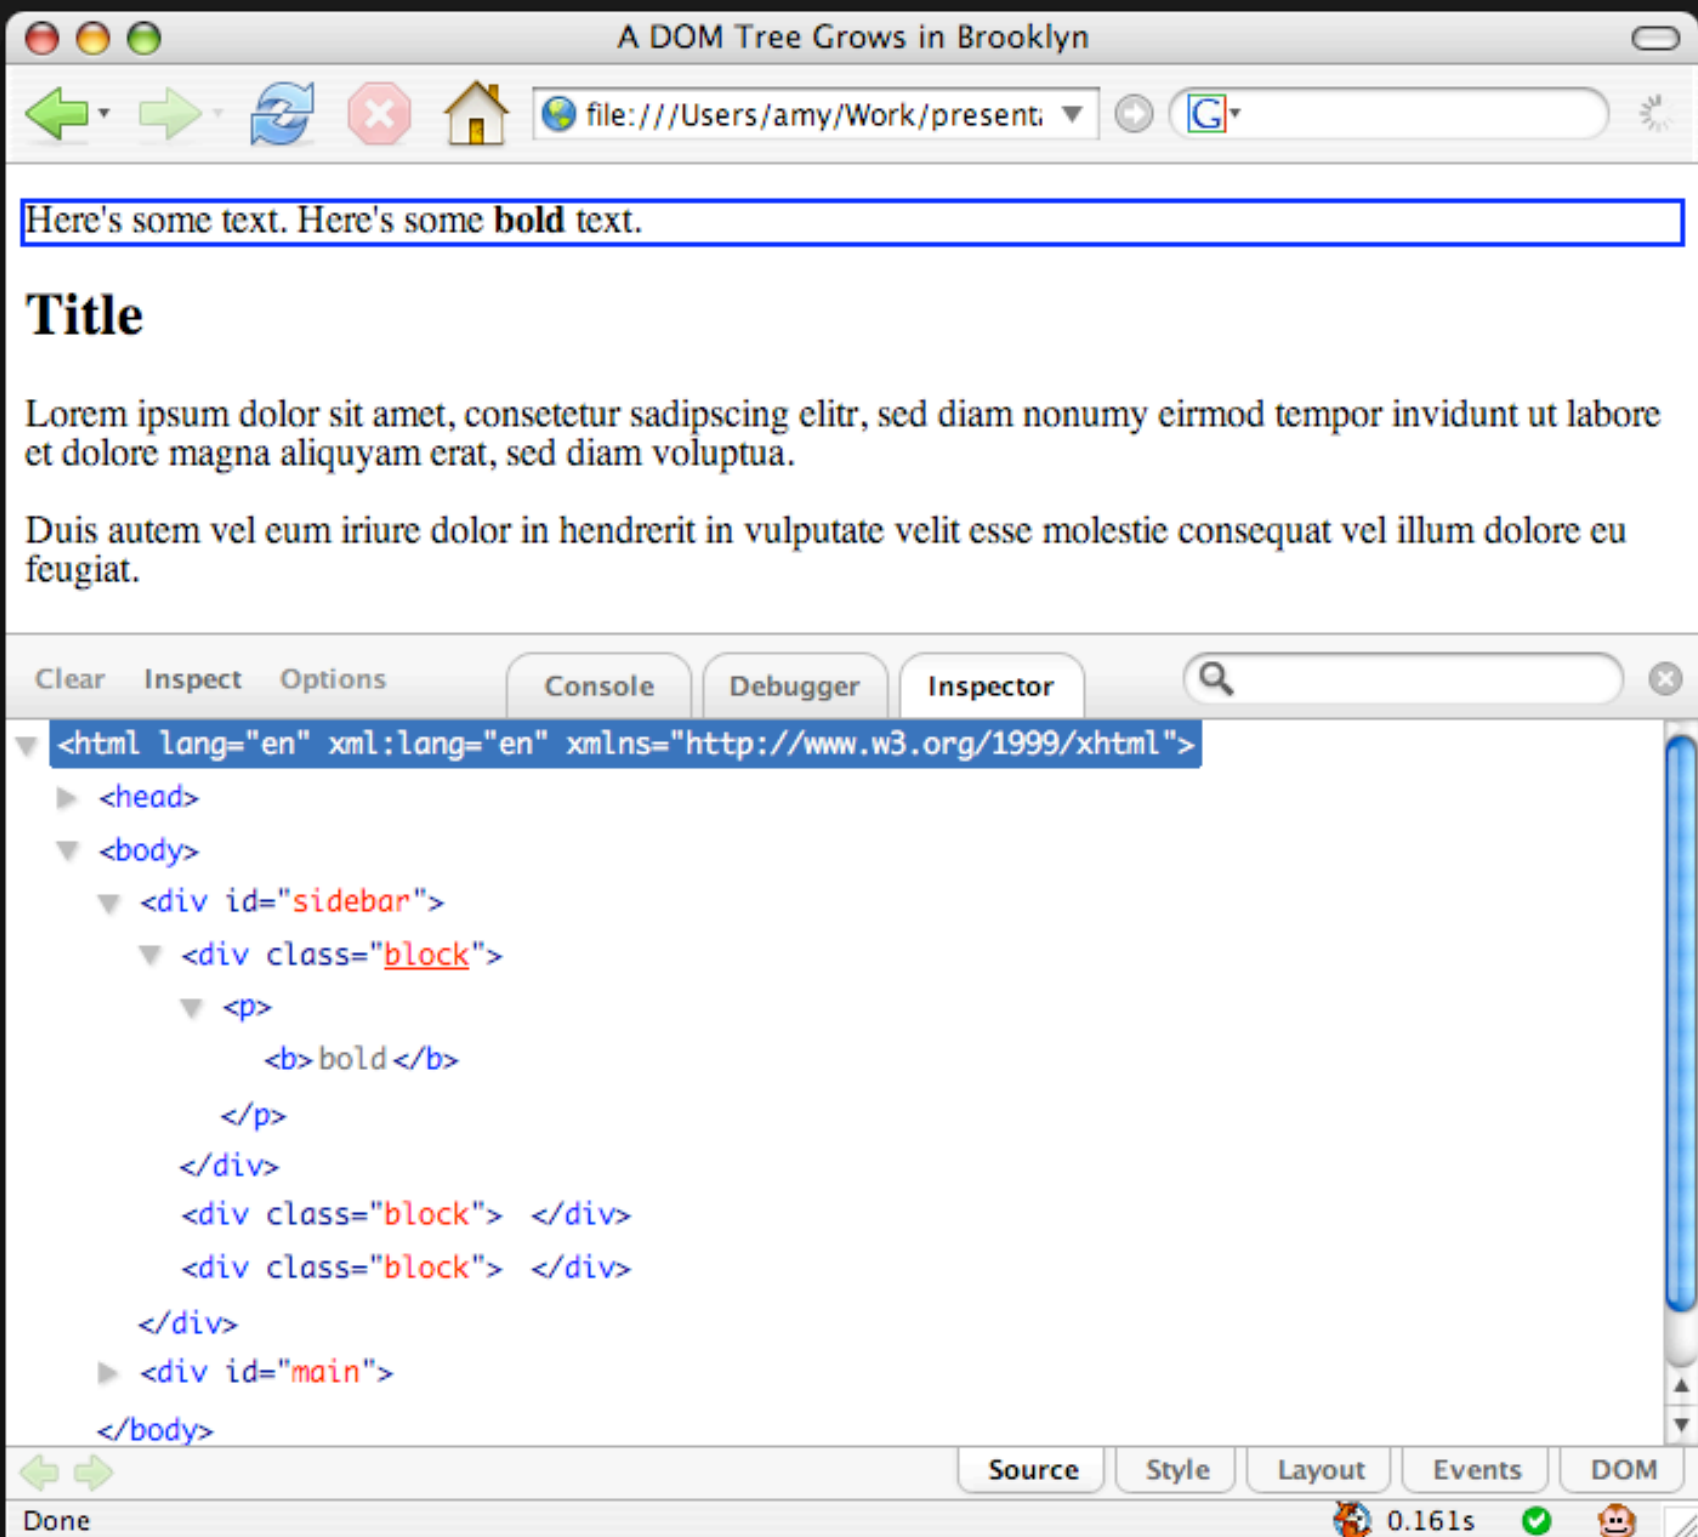 A DOM Tree Grows in Brooklyn
file:///Users/amy/Work/present
G
Here's some text. Here's some bold text.
Title
Lorem ipsum dolor sit amet, consetetur sadipscing elitr, sed diam nonumy eirmod tempor invidunt ut labore
et dolore magna aliquyam erat, sed diam voluptua.
Duis autem vel eum iriure dolor in hendrerit in vulputate velit esse molestie consequat vel illum dolore eu
feugiat.
Clear Inspect Options Console Debugger Inspector
<html lang="en" xml:lang="en" xmlns="http://www.w3.org/1999/xhtml">
<head>
<body>
<div id="sidebar">
<div class="block">
<p>
<b>bold</b>
</p>
</div>
<div class="block"> </div>
<div class="block"> </div>
</div>
<div id="main">
</body>
Source Style Layout Events DOM
Done 0.161s